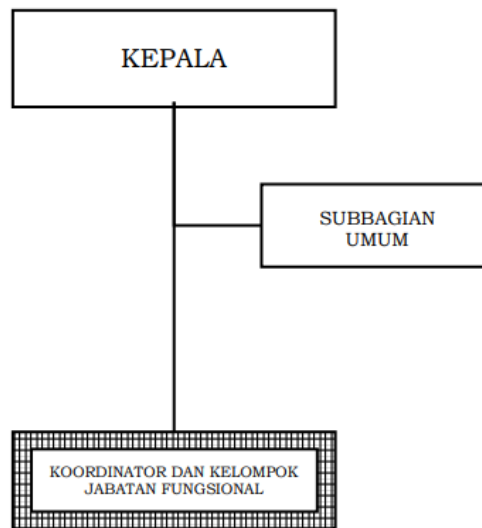 KEPALA
SUBBAGIAN
UMUM
KOORDINATOR DAN KELOMPOK
JABATAN FUNGSIONAL